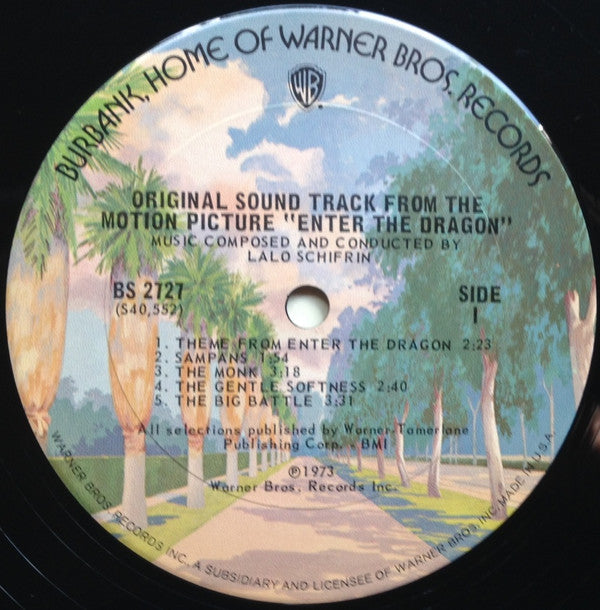 BURBANK, HOME OF WARNER BROS. RECORDS
WB
ORIGINAL SOUND TRACK FROM THE
MOTION PICTURE "ENTER THE DRAGON"
MUSIC COMPOSED AND CONDUCTED BY
LALO SCHIFRIN
BS 2727
(S40,552)
SIDE
I
1. THEME FROM ENTER THE DRAGON 2:23
2. SAMPANS 1:54
3. THE MONK 3:18
4. THE GENTLE SOFTNESS 2:40
5. THE BIG BATTLE 3:31
All selections published by Warner-Tamerlane
Publishing Corp. - BMI
℗1973
Warner Bros. Records Inc.
WARNER BROS. RECORDS INC. A SUBSIDIARY AND LICENSEE OF WARNER BROS. INC. MADE IN U.S.A.